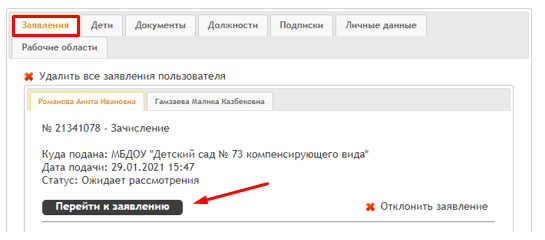 Заявления Дети Документы Должности Подписки Личные данные
Рабочие области
Удалить все заявления пользователя
Романова Анита Ивановна Гамзаева Малика Казбековна
№ 21341078 - Зачисление
Куда подана: МБДОУ "Детский сад № 73 компенсирующего вида"
Дата подачи: 29.01.2021 15:47
Статус: Ожидает рассмотрения
Перейти к заявлению Отклонить заявление